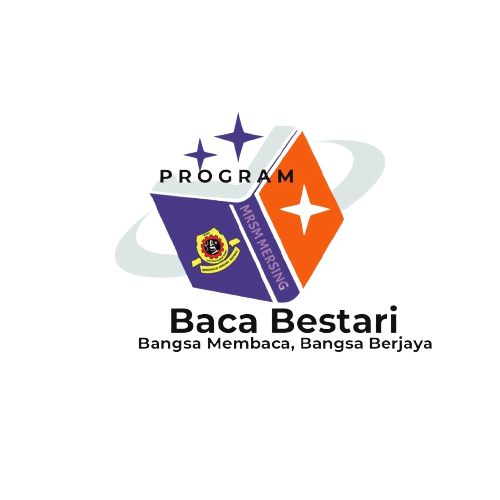 PROGRAM
MRSM MERSING
Baca Bestari
Bangsa Membaca, Bangsa Berjaya